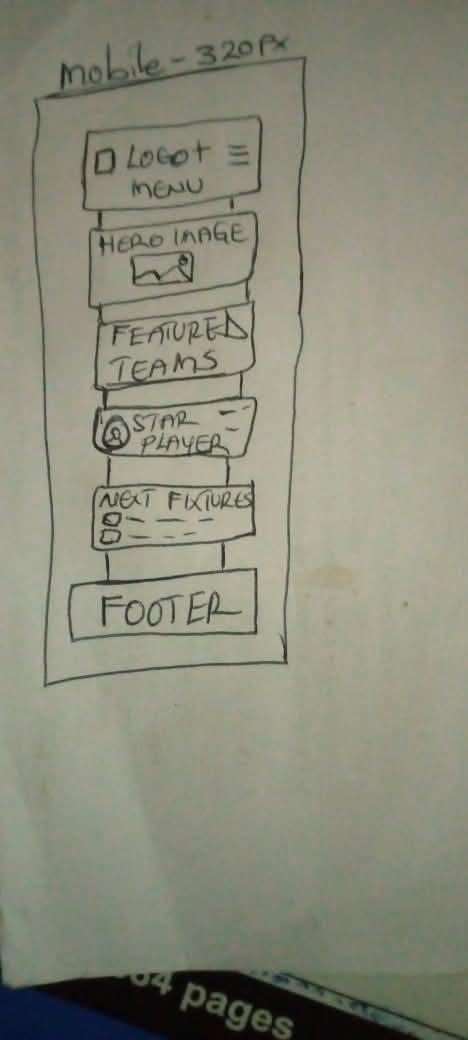 mobile - 320px
LOGO +
MENU
HERO IMAGE
FEATURED
TEAMS
STAR
PLAYER
NEXT FIXTURES
FOOTER
pages